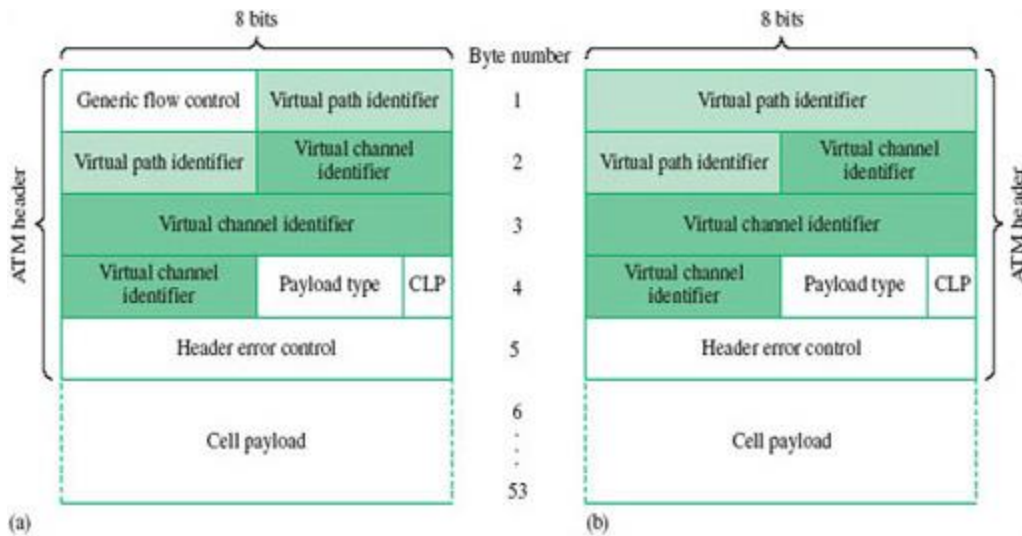 8 bits
Byte number
8 bits
ATM header
Generic flow control
Virtual path identifier
Virtual path identifier
Virtual channel
identifier
Virtual channel identifier
Virtual channel
identifier
Payload type
CLP
Header error control
Cell payload
(a)
1
2
3
4
5
6
.
.
.
53
Virtual path identifier
Virtual path identifier
Virtual channel
identifier
Virtual channel identifier
Virtual channel
identifier
Payload type
CLP
Header error control
Cell payload
ATM header
(b)